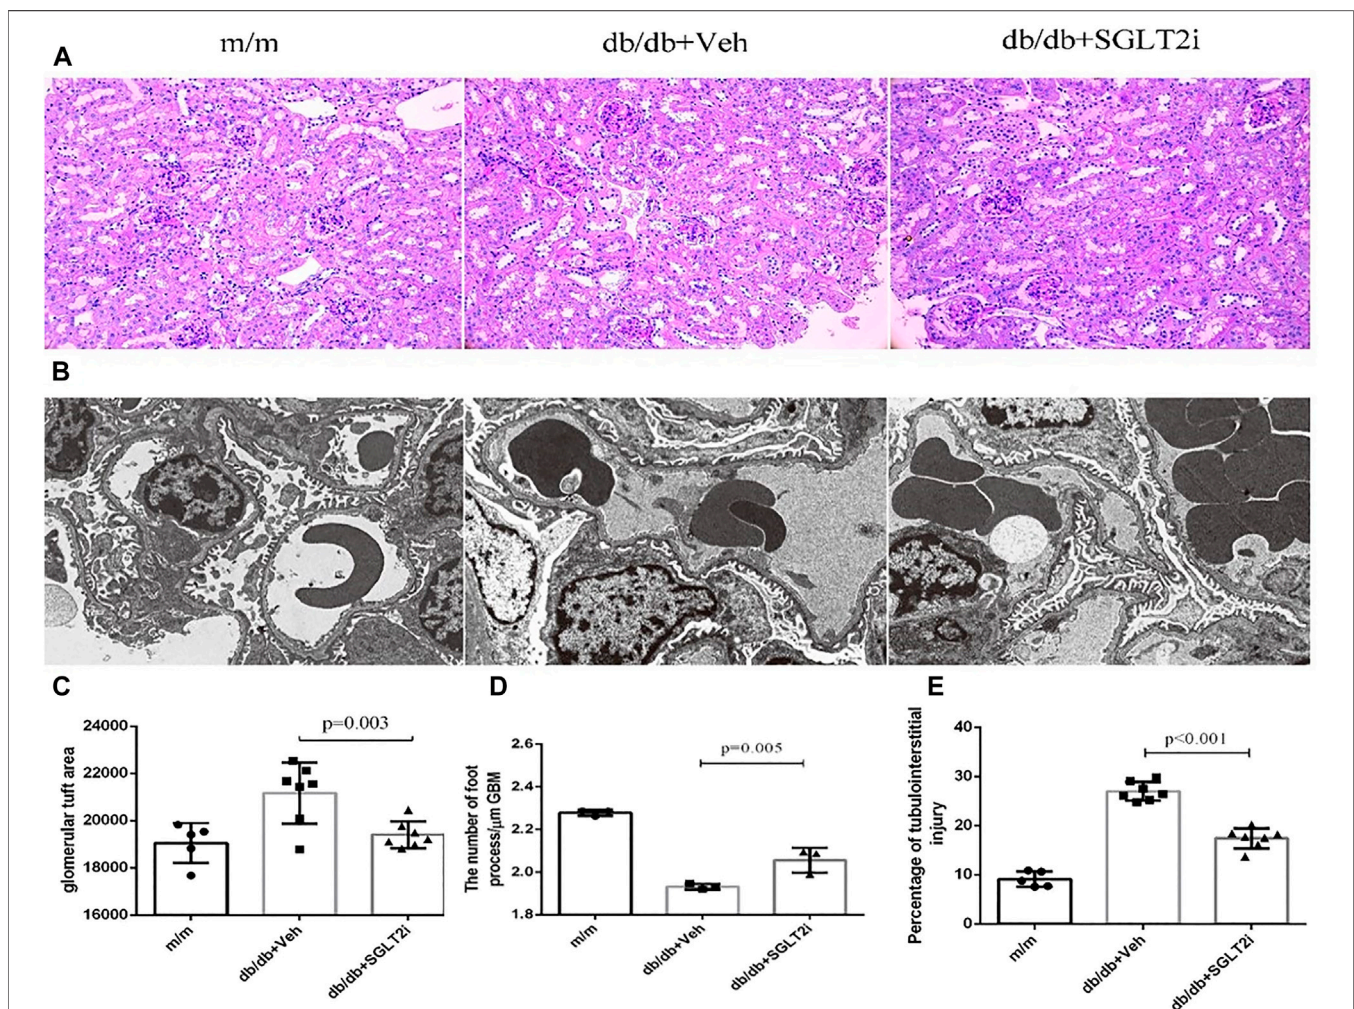 m/m
db/db+Veh
db/db+SGLT2i
A
B
C
D
E
24000
22000
20000
18000
16000
glomerular tuft area
p=0.003
m/m
db/db+Veh
db/db+SGLT2i
2.6
2.4
2.2
2.0
1.8
The number of foot
process/μm GBM
p=0.005
m/m
db/db+Veh
db/db+SGLT2i
40
30
20
10
0
Percentage of tubulointersitial
injury
p<0.001
m/m
db/db+Veh
db/db+SGLT2i